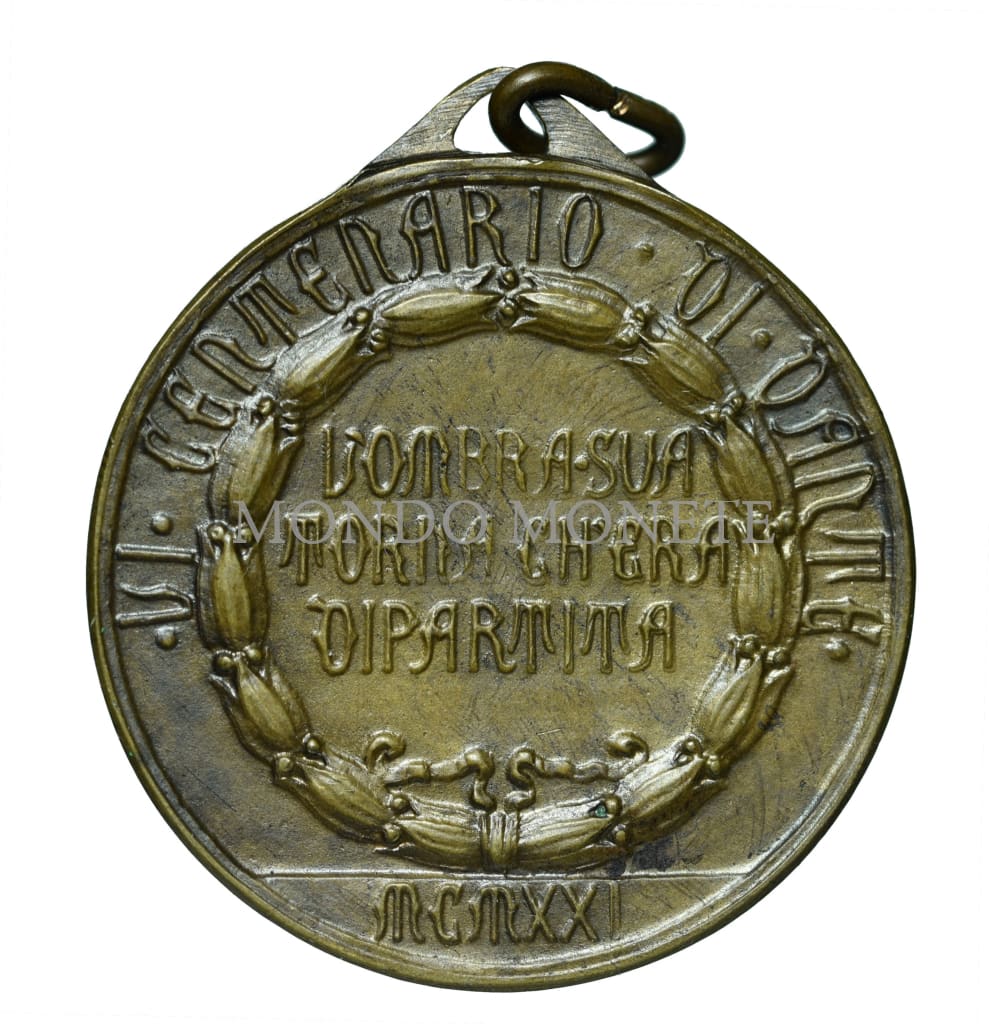 ·VI·CENTENARIO·DI·DANTE·
L'OMBRA·SUA
TORNA CH'ERA
DIPARTITA
MCMXXI
MONDO MONETE